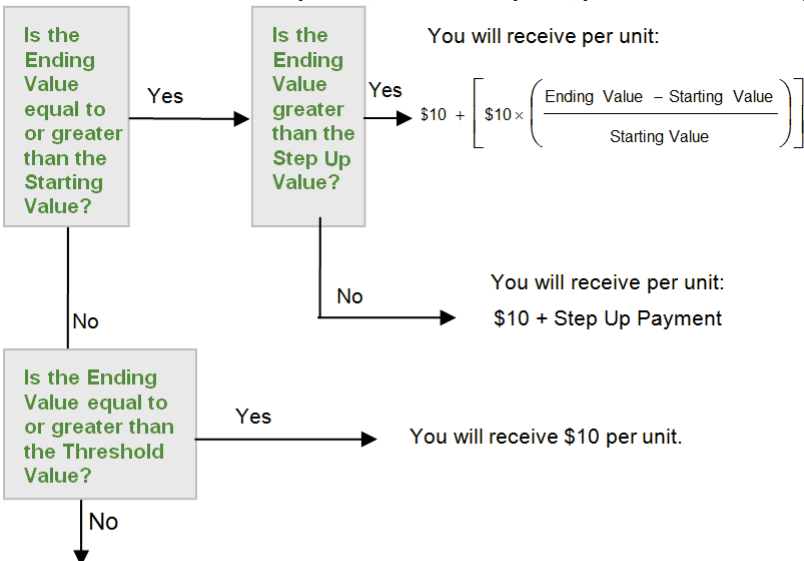 Is the
Ending
Value
equal to
or greater
than the
Starting
Value?
Yes
Is the
Ending
Value
greater
than the
Step Up
Value?
Yes
You will receive per unit:
$10 + [ $10 × ( Ending Value – Starting Value
Starting Value ) ]
No
You will receive per unit:
$10 + Step Up Payment
No
Is the Ending
Value equal to
or greater than
the Threshold
Value?
Yes
You will receive $10 per unit.
No